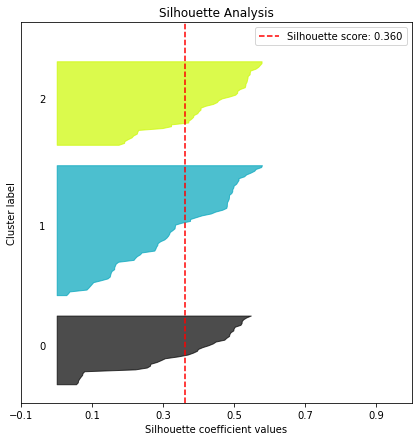 Silhouette Analysis
Silhouette score: 0.360
2
1
0
Cluster label
−0.1
0.1
0.3
0.5
0.7
0.9
Silhouette coefficient values